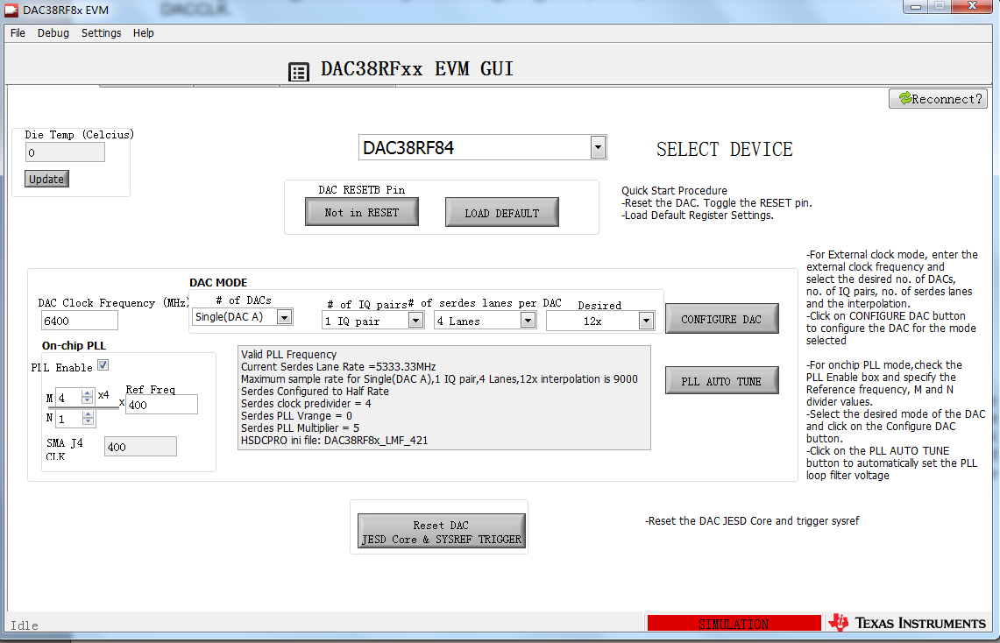 DACCLK.
DAC38RF8x EVM
File Debug Settings Help
DAC38RFxx EVM GUI
Reconnect?
Die Temp (Celcius)
0
Update
DAC38RF84
SELECT DEVICE
DAC RESETB Pin
Not in RESET
LOAD DEFAULT
Quick Start Procedure
-Reset the DAC. Toggle the RESET pin.
-Load Default Register Settings.
DAC MODE
DAC Clock Frequency (MHz)
6400
# of DACs
Single(DAC A)
# of IQ pairs
1 IQ pair
# of serdes lanes per DAC
4 Lanes
Desired
12x
CONFIGURE DAC
-For External clock mode, enter the
external clock frequency and
select the desired no. of DACs,
no. of IQ pairs, no. of serdes lanes
and the interpolation.
-Click on CONFIGURE DAC button
to configure the DAC for the mode
selected
On-chip PLL
PLL Enable
M 4 x4
N 1
x
Ref Freq
400
SMA J4
CLK
400
Valid PLL Frequency
Current Serdes Lane Rate =5333.33MHz
Maximum sample rate for Single(DAC A),1 IQ pair,4 Lanes,12x interpolation is 9000
Serdes Configured to Half Rate
Serdes clock predivider = 4
Serdes PLL Vrange = 0
Serdes PLL Multiplier = 5
HSDCPRO ini file: DAC38RF8x_LMF_421
PLL AUTO TUNE
-For onchip PLL mode,check the
PLL Enable box and specify the
Reference frequency, M and N
divider values.
-Select the desired mode of the DAC
and click on the Configure DAC
button.
-Click on the PLL AUTO TUNE
button to automatically set the PLL
loop filter voltage
Reset DAC
JESD Core & SYSREF TRIGGER
-Reset the DAC JESD Core and trigger sysref
Idle
SIMULATION
TEXAS INSTRUMENTS